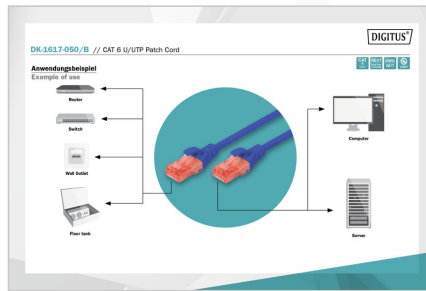 DIGITUS®
DK-1617-050/B // CAT 6 U/UTP Patch Cord
Anwendungsbeispiel
Example of use
Router
Switch
Wall Outlet
Floor tank
Computer
Server